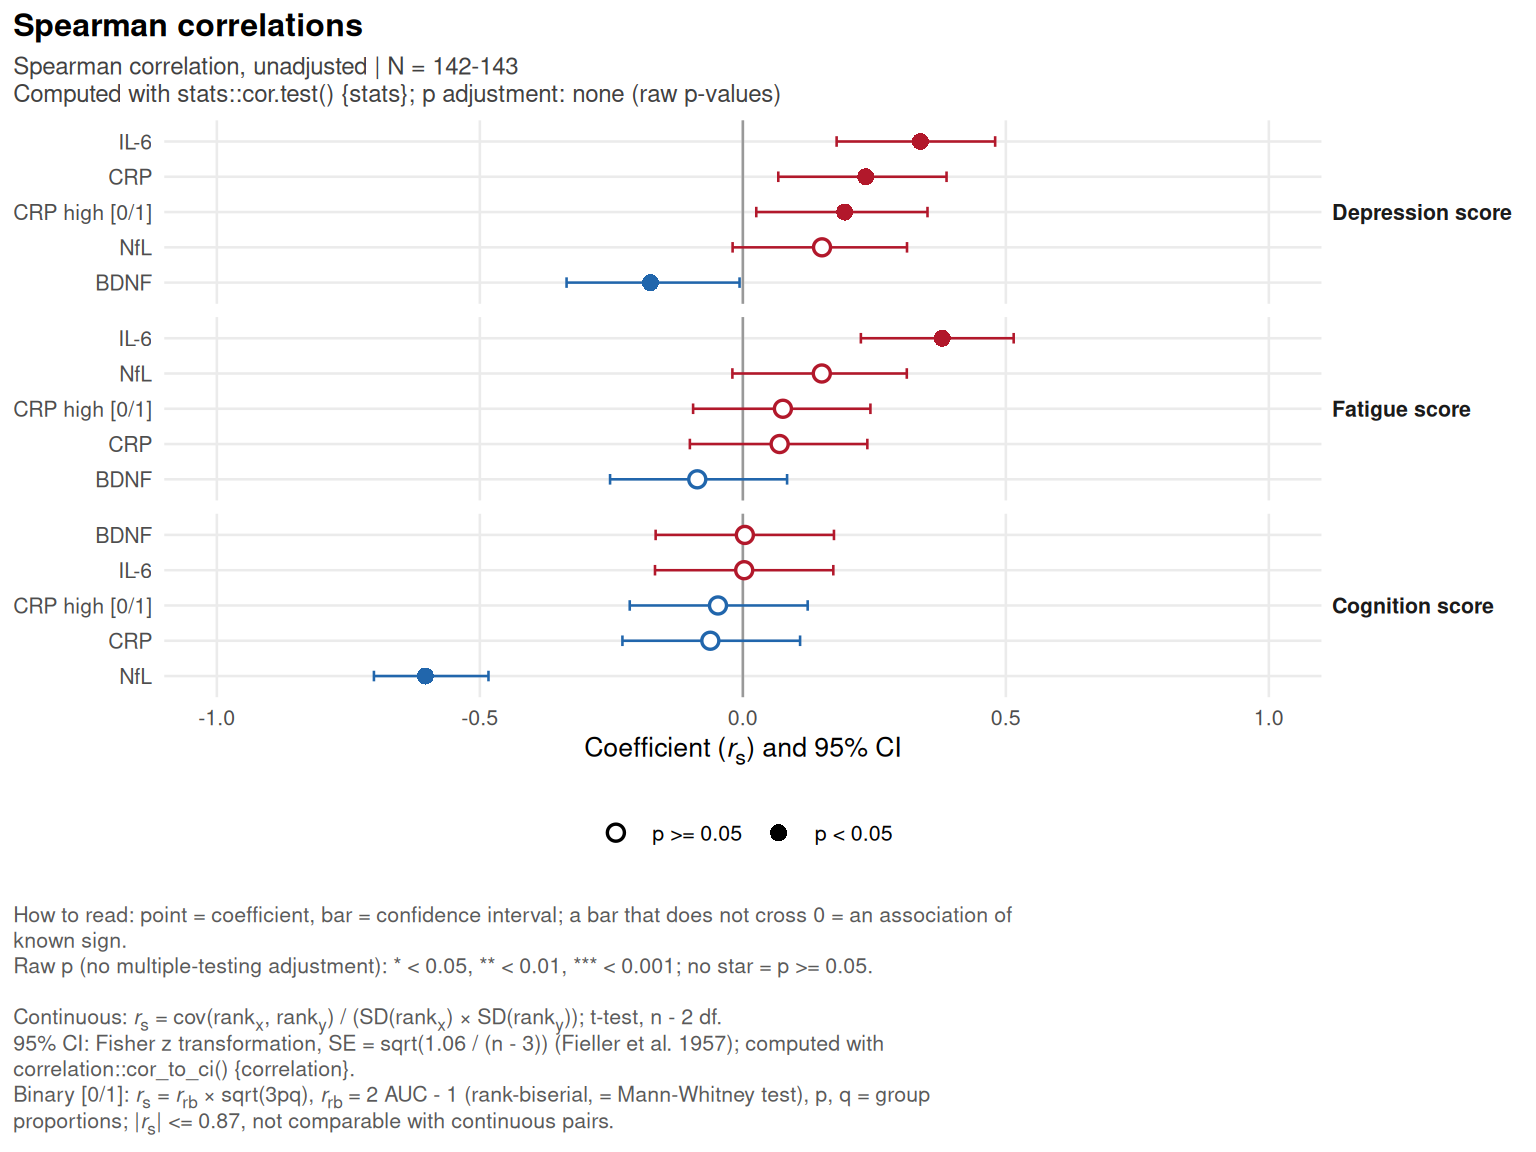 Spearman correlations
Spearman correlation, unadjusted | N = 142-143
Computed with stats::cor.test() {stats}; p adjustment: none (raw p-values)
IL-6
CRP
CRP high [0/1]
NfL
BDNF
Depression score
IL-6
NfL
CRP high [0/1]
CRP
BDNF
Fatigue score
BDNF
IL-6
CRP high [0/1]
CRP
NfL
Cognition score
-1.0 -0.5 0.0 0.5 1.0
Coefficient (rs) and 95% CI
p >= 0.05 p < 0.05
How to read: point = coefficient, bar = confidence interval; a bar that does not cross 0 = an association of
known sign.
Raw p (no multiple-testing adjustment): * < 0.05, ** < 0.01, *** < 0.001; no star = p >= 0.05.
Continuous: rs = cov(rankx, ranky) / (SD(rankx) × SD(ranky)); t-test, n - 2 df.
95% CI: Fisher z transformation, SE = sqrt(1.06 / (n - 3)) (Fieller et al. 1957); computed with
correlation::cor_to_ci() {correlation}.
Binary [0/1]: rs = rrb × sqrt(3pq), rrb = 2 AUC - 1 (rank-biserial, = Mann-Whitney test), p, q = group
proportions; |rs| <= 0.87, not comparable with continuous pairs.